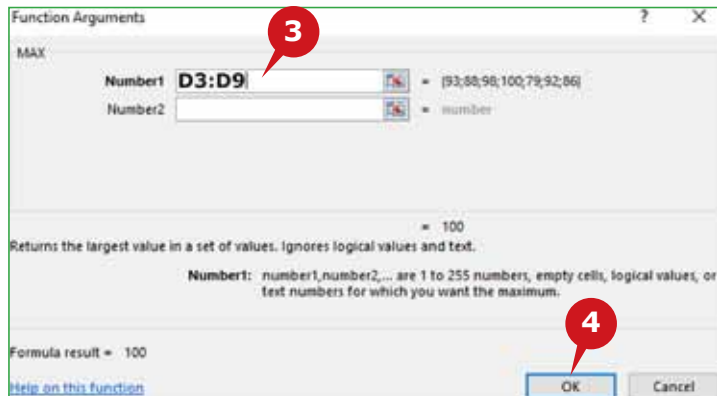 Function Arguments ? X
3
MAX
Number1 D3:D9 = {93;88;98;100;79;92;86}
Number2 = number
= 100
Returns the largest value in a set of values. Ignores logical values and text.
Number1: number1,number2,... are 1 to 255 numbers, empty cells, logical values, or
text numbers for which you want the maximum.
4
Formula result = 100
Help on this function OK Cancel